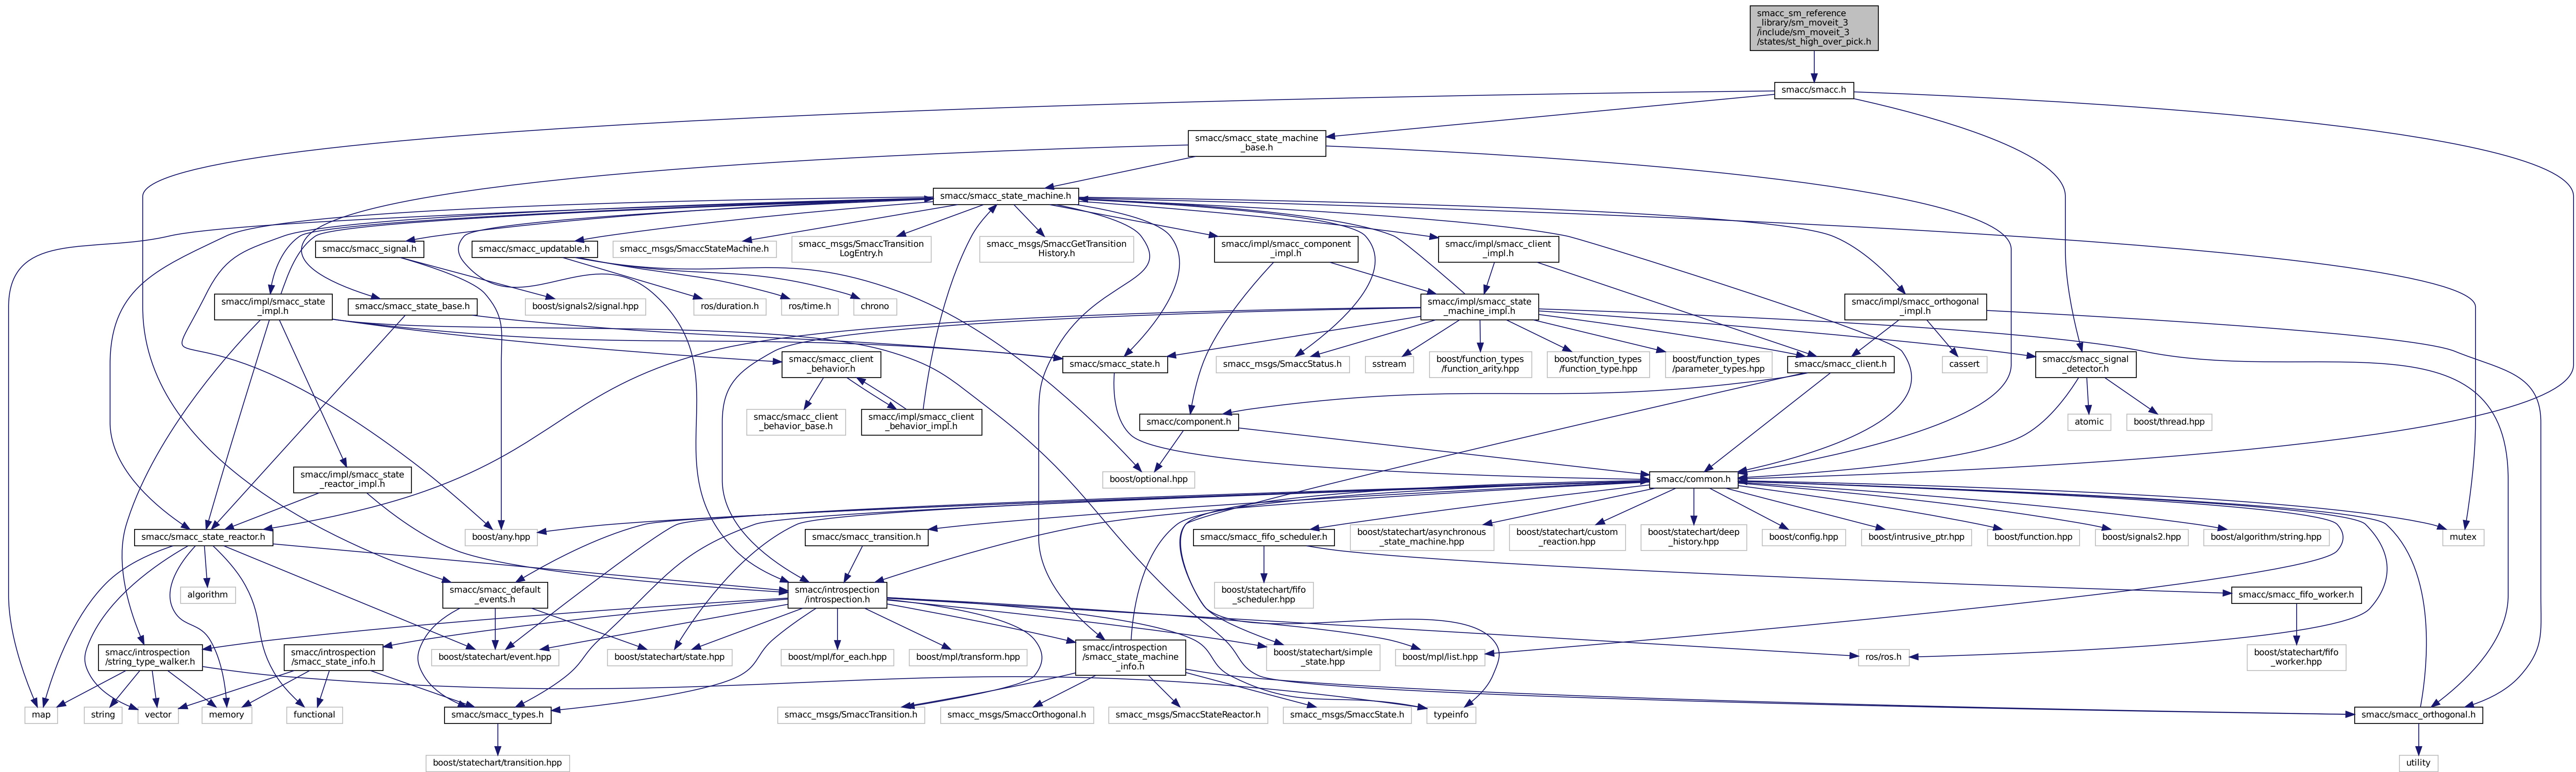 smacc_sm_reference
_library/sm_moveit_3
/include/sm_moveit_3
/states/st_high_over_pick.h
smacc/smacc.h
smacc/smacc_state_machine
_base.h
smacc/smacc_state_machine.h
smacc/smacc_signal.h
smacc/smacc_updatable.h
smacc_msgs/SmaccStateMachine.h
smacc_msgs/SmaccTransition
LogEntry.h
smacc_msgs/SmaccGetTransition
History.h
smacc/impl/smacc_component
_impl.h
smacc/impl/smacc_client
_impl.h
smacc/impl/smacc_state
_impl.h
smacc/smacc_state_base.h
boost/signals2/signal.hpp
ros/duration.h
ros/time.h
chrono
smacc/impl/smacc_state
_machine_impl.h
smacc/impl/smacc_orthogonal
_impl.h
smacc/smacc_client
_behavior.h
smacc/smacc_state.h
smacc_msgs/SmaccStatus.h
sstream
boost/function_types
/function_arity.hpp
boost/function_types
/function_type.hpp
boost/function_types
/parameter_types.hpp
smacc/smacc_client.h
cassert
smacc/smacc_signal
_detector.h
smacc/smacc_client
_behavior_base.h
smacc/impl/smacc_client
_behavior_impl.h
smacc/component.h
atomic
boost/thread.hpp
smacc/impl/smacc_state
_reactor_impl.h
boost/optional.hpp
smacc/common.h
smacc/smacc_state_reactor.h
boost/any.hpp
smacc/smacc_transition.h
smacc/smacc_fifo_scheduler.h
boost/statechart/asynchronous
_state_machine.hpp
boost/statechart/custom
_reaction.hpp
boost/statechart/deep
_history.hpp
boost/config.hpp
boost/intrusive_ptr.hpp
boost/function.hpp
boost/signals2.hpp
boost/algorithm/string.hpp
mutex
algorithm
smacc/smacc_default
_events.h
smacc/introspection
/introspection.h
boost/statechart/fifo
_scheduler.hpp
smacc/smacc_fifo_worker.h
smacc/introspection
/string_type_walker.h
smacc/introspection
/smacc_state_info.h
boost/statechart/event.hpp
boost/statechart/state.hpp
boost/mpl/for_each.hpp
boost/mpl/transform.hpp
smacc/introspection
/smacc_state_machine
_info.h
boost/statechart/simple
_state.hpp
boost/mpl/list.hpp
ros/ros.h
boost/statechart/fifo
_worker.hpp
map
string
vector
memory
functional
smacc/smacc_types.h
smacc_msgs/SmaccTransition.h
smacc_msgs/SmaccOrthogonal.h
smacc_msgs/SmaccStateReactor.h
smacc_msgs/SmaccState.h
typeinfo
smacc/smacc_orthogonal.h
boost/statechart/transition.hpp
utility